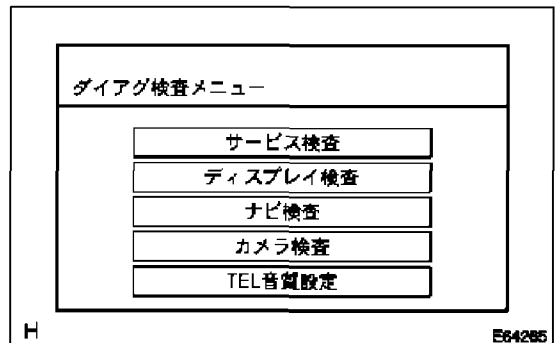 ダイアグ検査メニュー
サービス検査
ディスプレイ検査
ナビ検査
カメラ検査
TEL音質設定
H
E64265